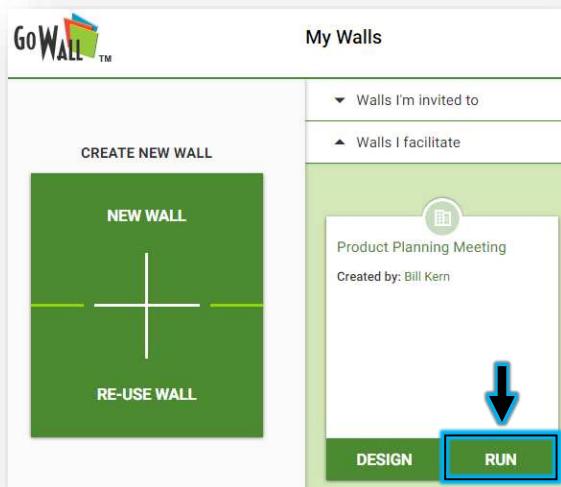 GoWall TM
My Walls
Walls I'm invited to
Walls I facilitate
CREATE NEW WALL
NEW WALL
RE-USE WALL
Product Planning Meeting
Created by: Bill Kern
DESIGN
RUN